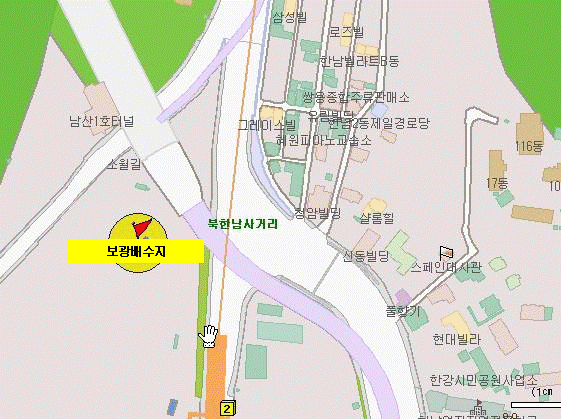 삼성빌
로즈빌
한남빌라트B동
쌍용종합주류판매소
유림빌당
그레이스빌
한남2동제일경로당
혜원피아노교습소
남산1호터널
소월길
116동
17동
10
청암빌딩
샬롬힐
북한남사거리
보광배수지
신동빌당
스페인대사관
풀향기
현대빌라
한강시민공원사업소
(1cm
2